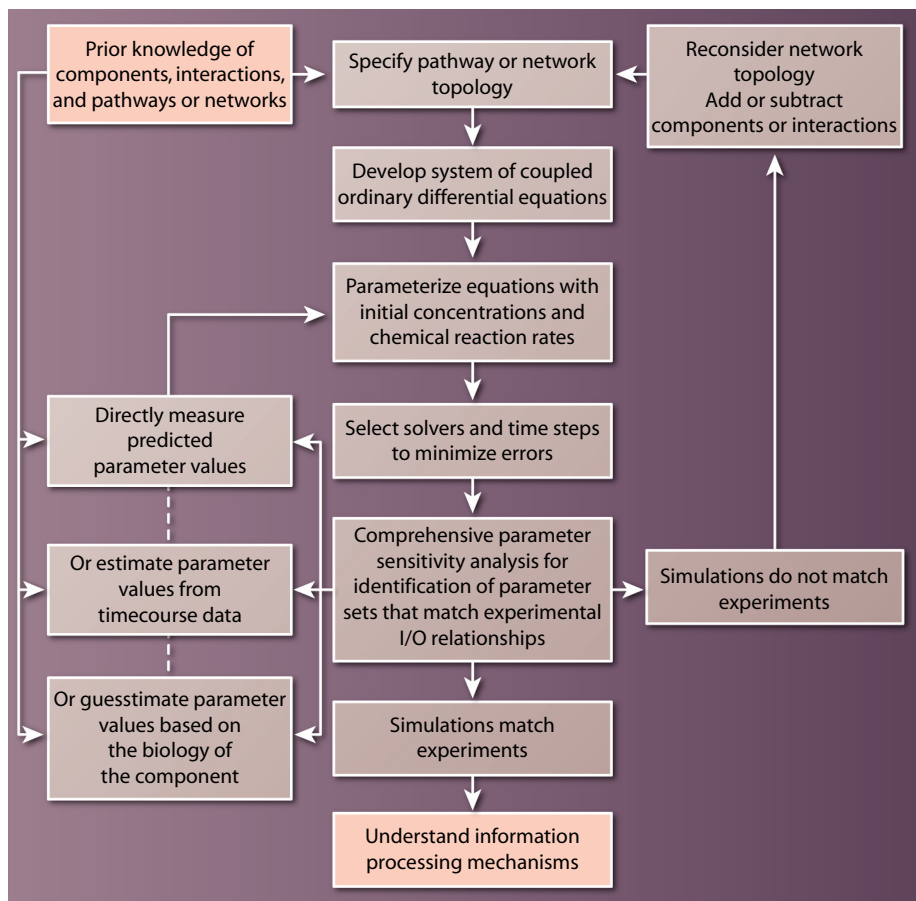 Prior knowledge of
components, interactions,
and pathways or networks
Specify pathway or network
topology
Reconsider network
topology
Add or subtract
components or interactions
Develop system of coupled
ordinary differential equations
Parameterize equations with
initial concentrations and
chemical reaction rates
Directly measure
predicted
parameter values
Select solvers and time steps
to minimize errors
Or estimate parameter
values from
timecourse data
Comprehensive parameter
sensitivity analysis for
identification of parameter
sets that match experimental
I/O relationships
Simulations do not match
experiments
Or guesstimate parameter
values based on
the biology of
the component
Simulations match
experiments
Understand information
processing mechanisms